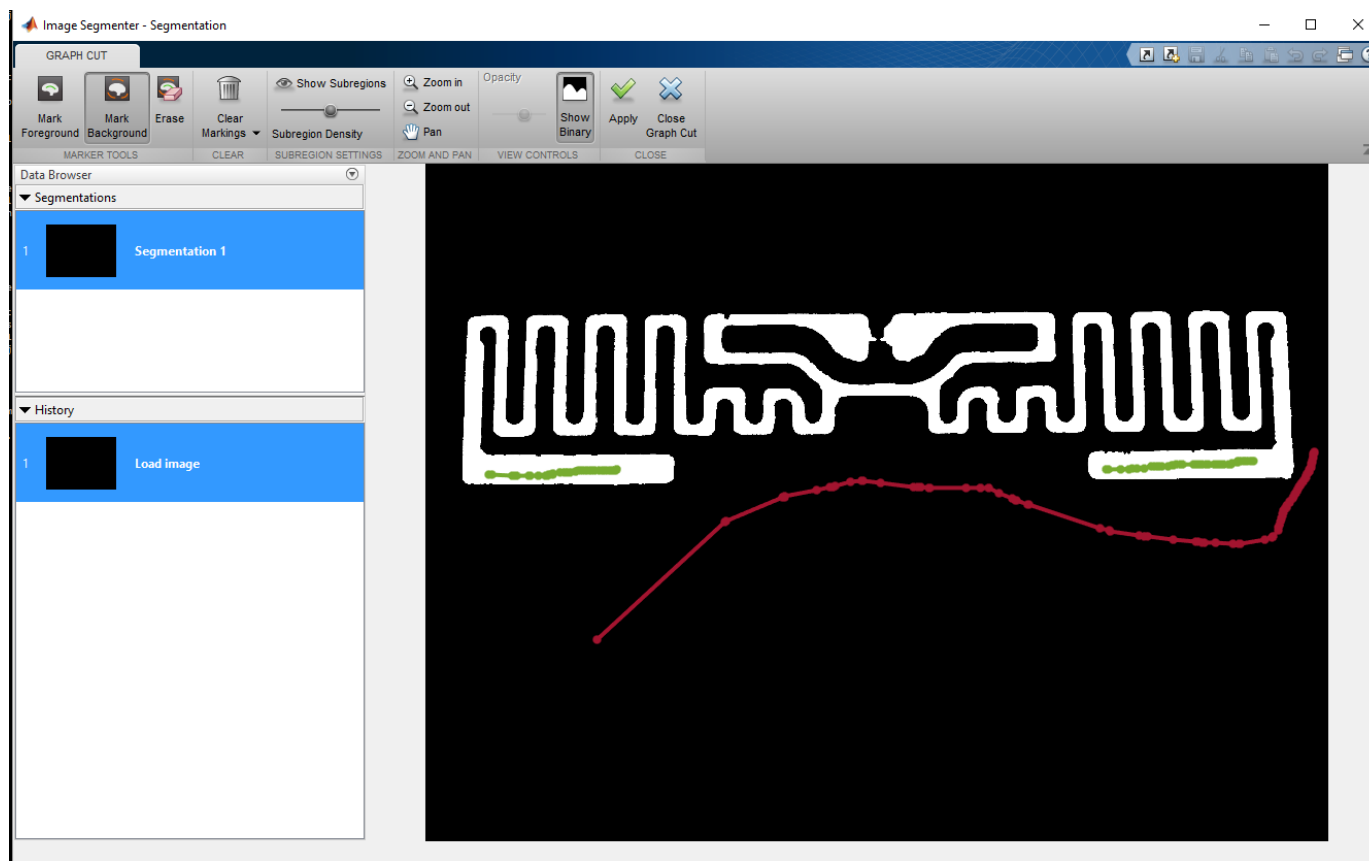 Image Segmenter - Segmentation
GRAPH CUT
Mark Foreground
Mark Background
Erase
Clear Markings
Show Subregions
Subregion Density
Zoom in
Zoom out
Pan
Opacity
Show Binary
Apply
Close Graph Cut
MARKER TOOLS
CLEAR
SUBREGION SETTINGS
ZOOM AND PAN
VIEW CONTROLS
CLOSE
Data Browser
Segmentations
1 Segmentation 1
History
1 Load image